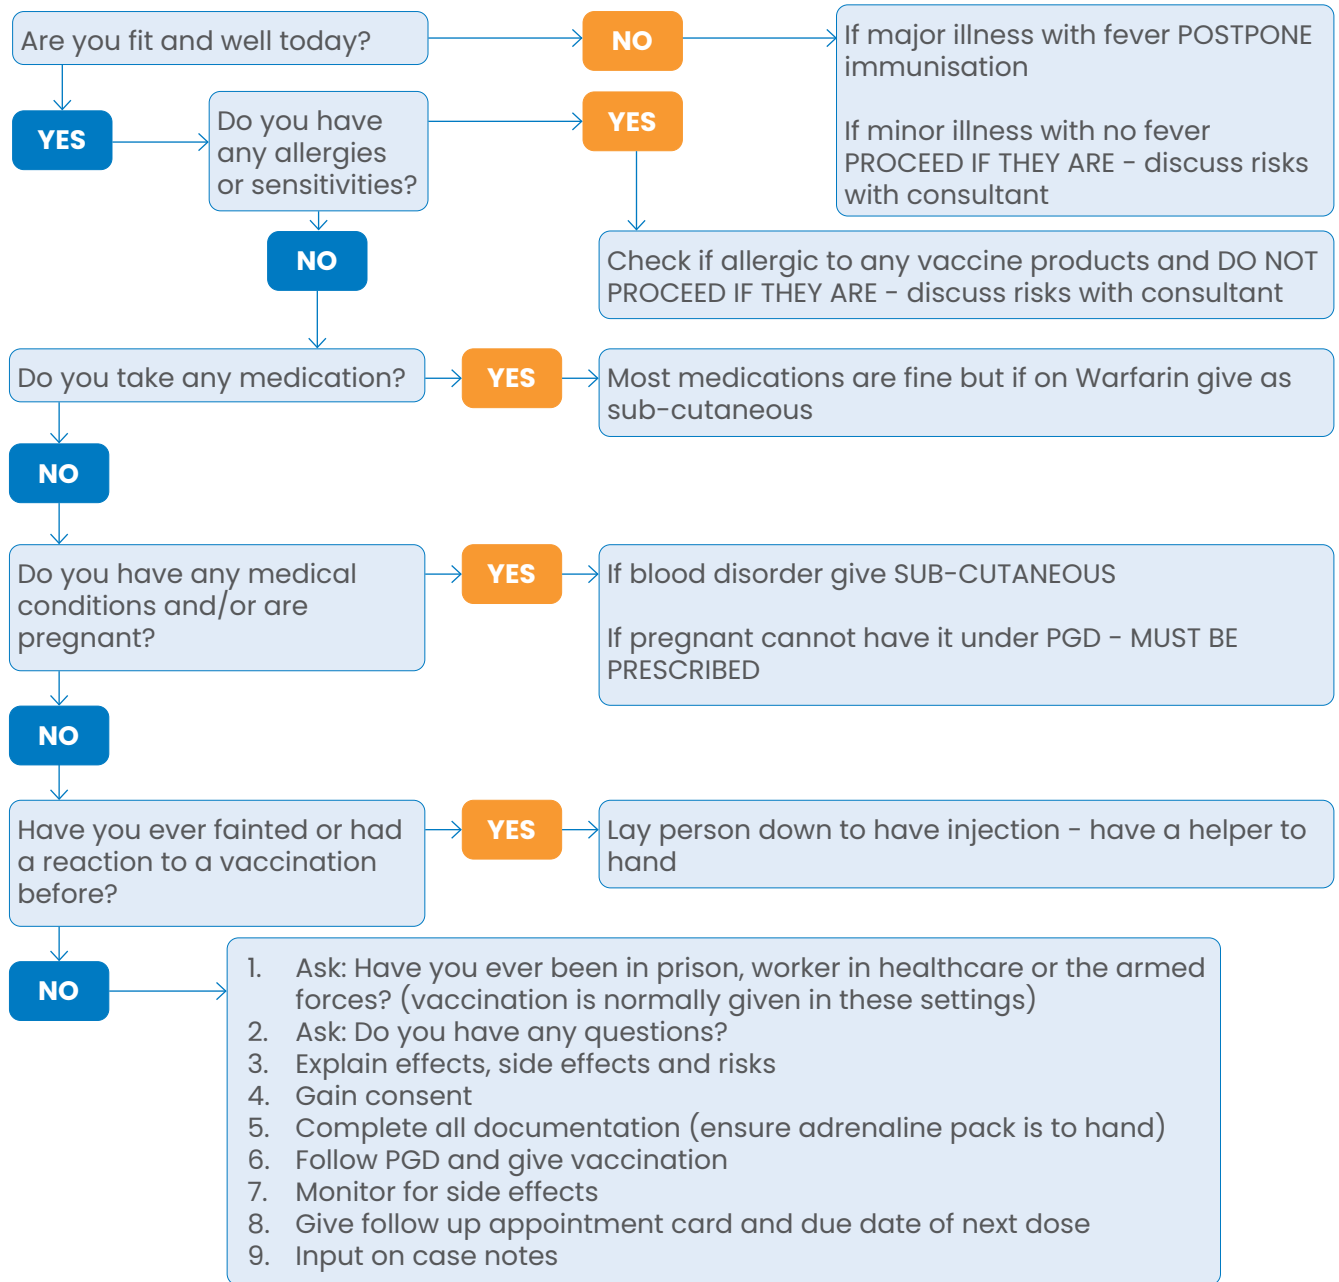 Are you fit and well today?
NO
If major illness with fever POSTPONE
immunisation
If minor illness with no fever
PROCEED IF THEY ARE - discuss risks
with consultant
YES
Do you have
any allergies
or sensitivities?
YES
NO
Check if allergic to any vaccine products and DO NOT
PROCEED IF THEY ARE - discuss risks with consultant
Do you take any medication?
YES
Most medications are fine but if on Warfarin give as
sub-cutaneous
NO
Do you have any medical
conditions and/or are
pregnant?
YES
If blood disorder give SUB-CUTANEOUS
If pregnant cannot have it under PGD - MUST BE
PRESCRIBED
NO
Have you ever fainted or had
a reaction to a vaccination
before?
YES
Lay person down to have injection - have a helper to
hand
NO
1. Ask: Have you ever been in prison, worker in healthcare or the armed
forces? (vaccination is normally given in these settings)
2. Ask: Do you have any questions?
3. Explain effects, side effects and risks
4. Gain consent
5. Complete all documentation (ensure adrenaline pack is to hand)
6. Follow PGD and give vaccination
7. Monitor for side effects
8. Give follow up appointment card and due date of next dose
9. Input on case notes